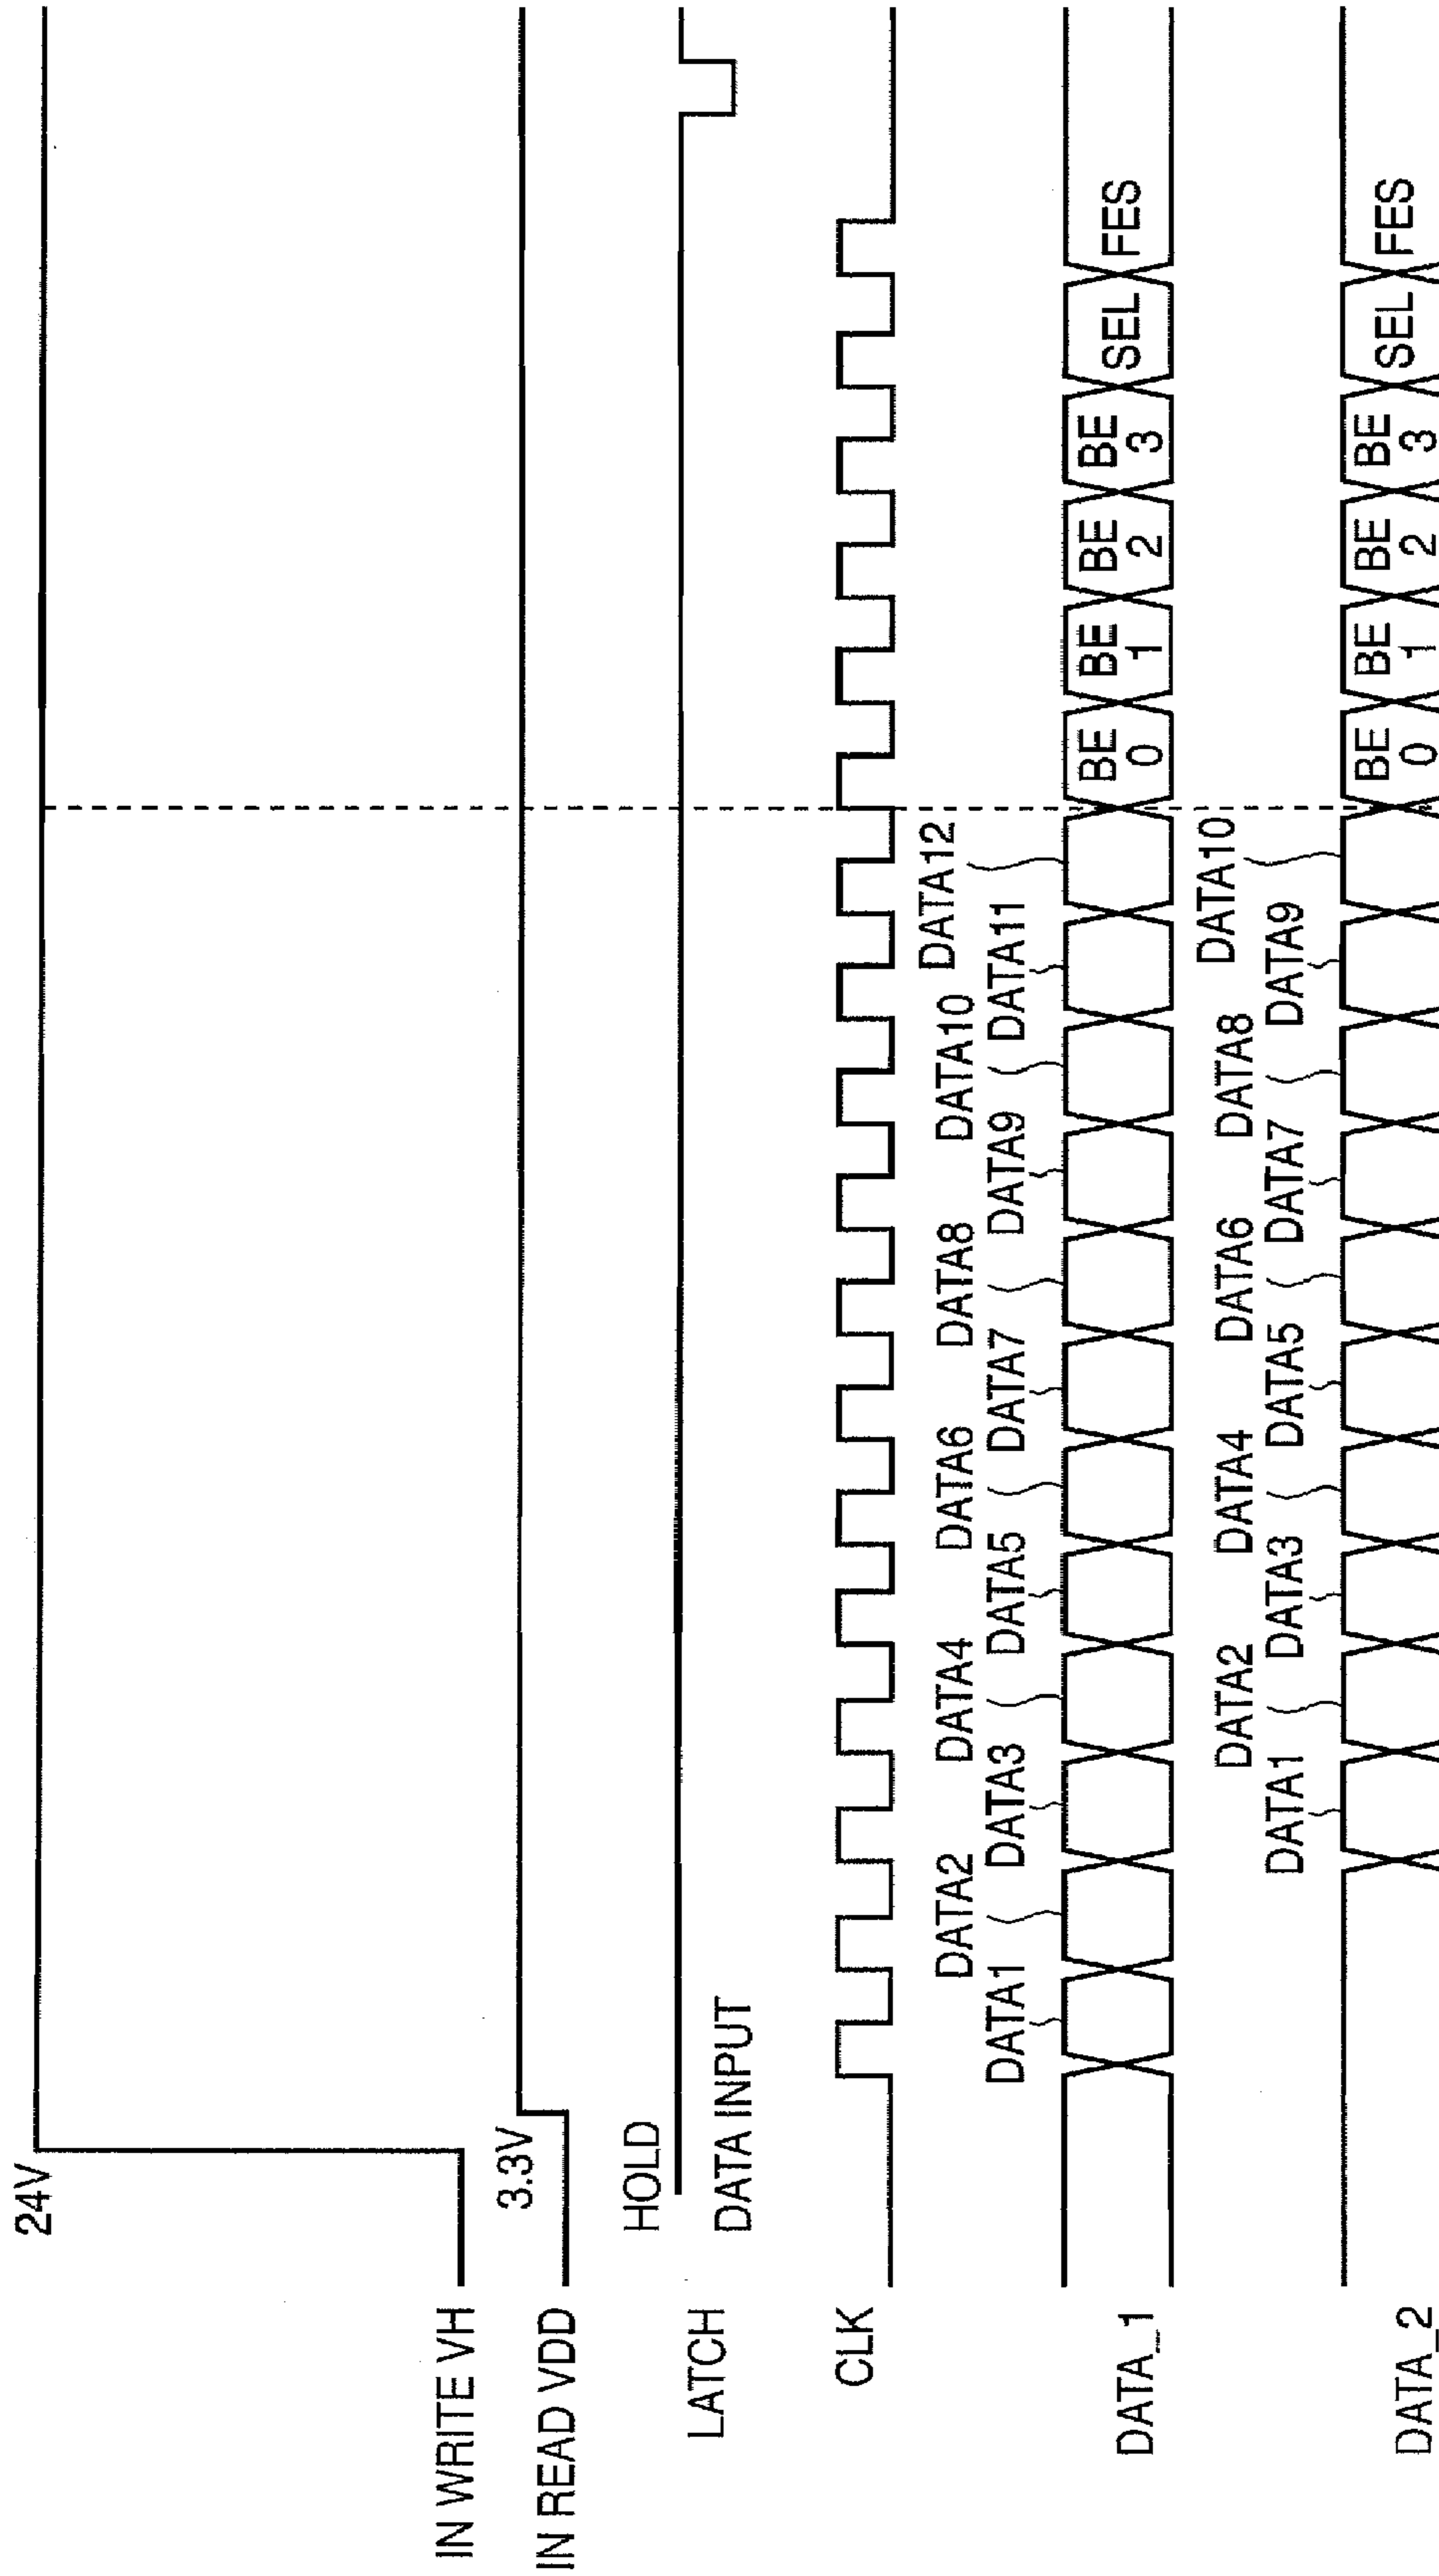 24V
IN WRITE VH
3.3V
IN READ VDD
HOLD
LATCH
DATA INPUT
CLK
DATA2 DATA4 DATA6 DATA8 DATA10 DATA12
DATA1 DATA3 DATA5 DATA7 DATA9 DATA11
DATA_1
BE 0
BE 1
BE 2
BE 3
SEL
FES
DATA2 DATA4 DATA6 DATA8 DATA10
DATA1 DATA3 DATA5 DATA7 DATA9
DATA_2
BE 0
BE 1
BE 2
BE 3
SEL
FES